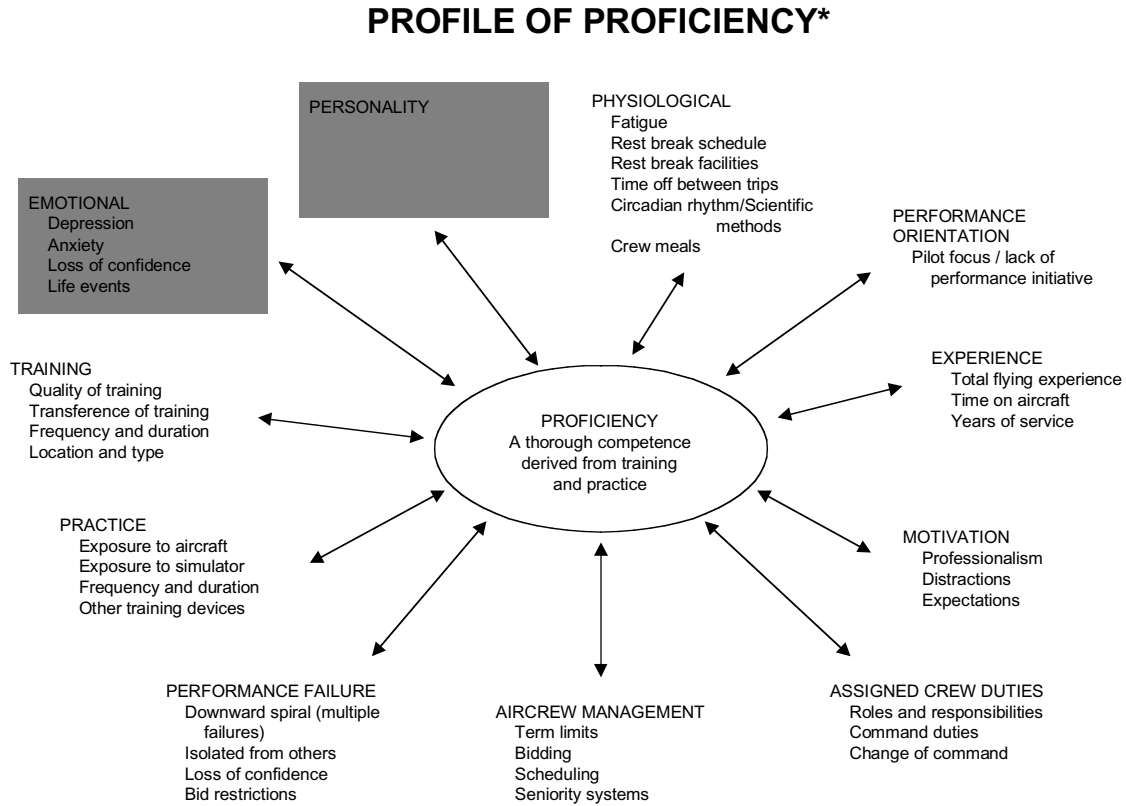 PROFILE OF PROFICIENCY*
PERSONALITY
PHYSIOLOGICAL
Fatigue
Rest break schedule
Rest break facilities
Time off between trips
Circadian rhythm/Scientific
methods
Crew meals
EMOTIONAL
Depression
Anxiety
Loss of confidence
Life events
PERFORMANCE
ORIENTATION
Pilot focus / lack of
performance initiative
TRAINING
Quality of training
Transference of training
Frequency and duration
Location and type
EXPERIENCE
Total flying experience
Time on aircraft
Years of service
PROFICIENCY
A thorough competence
derived from training
and practice
PRACTICE
Exposure to aircraft
Exposure to simulator
Frequency and duration
Other training devices
MOTIVATION
Professionalism
Distractions
Expectations
PERFORMANCE FAILURE
Downward spiral (multiple
failures)
Isolated from others
Loss of confidence
Bid restrictions
AIRCREW MANAGEMENT
Term limits
Bidding
Scheduling
Seniority systems
ASSIGNED CREW DUTIES
Roles and responsibilities
Command duties
Change of command